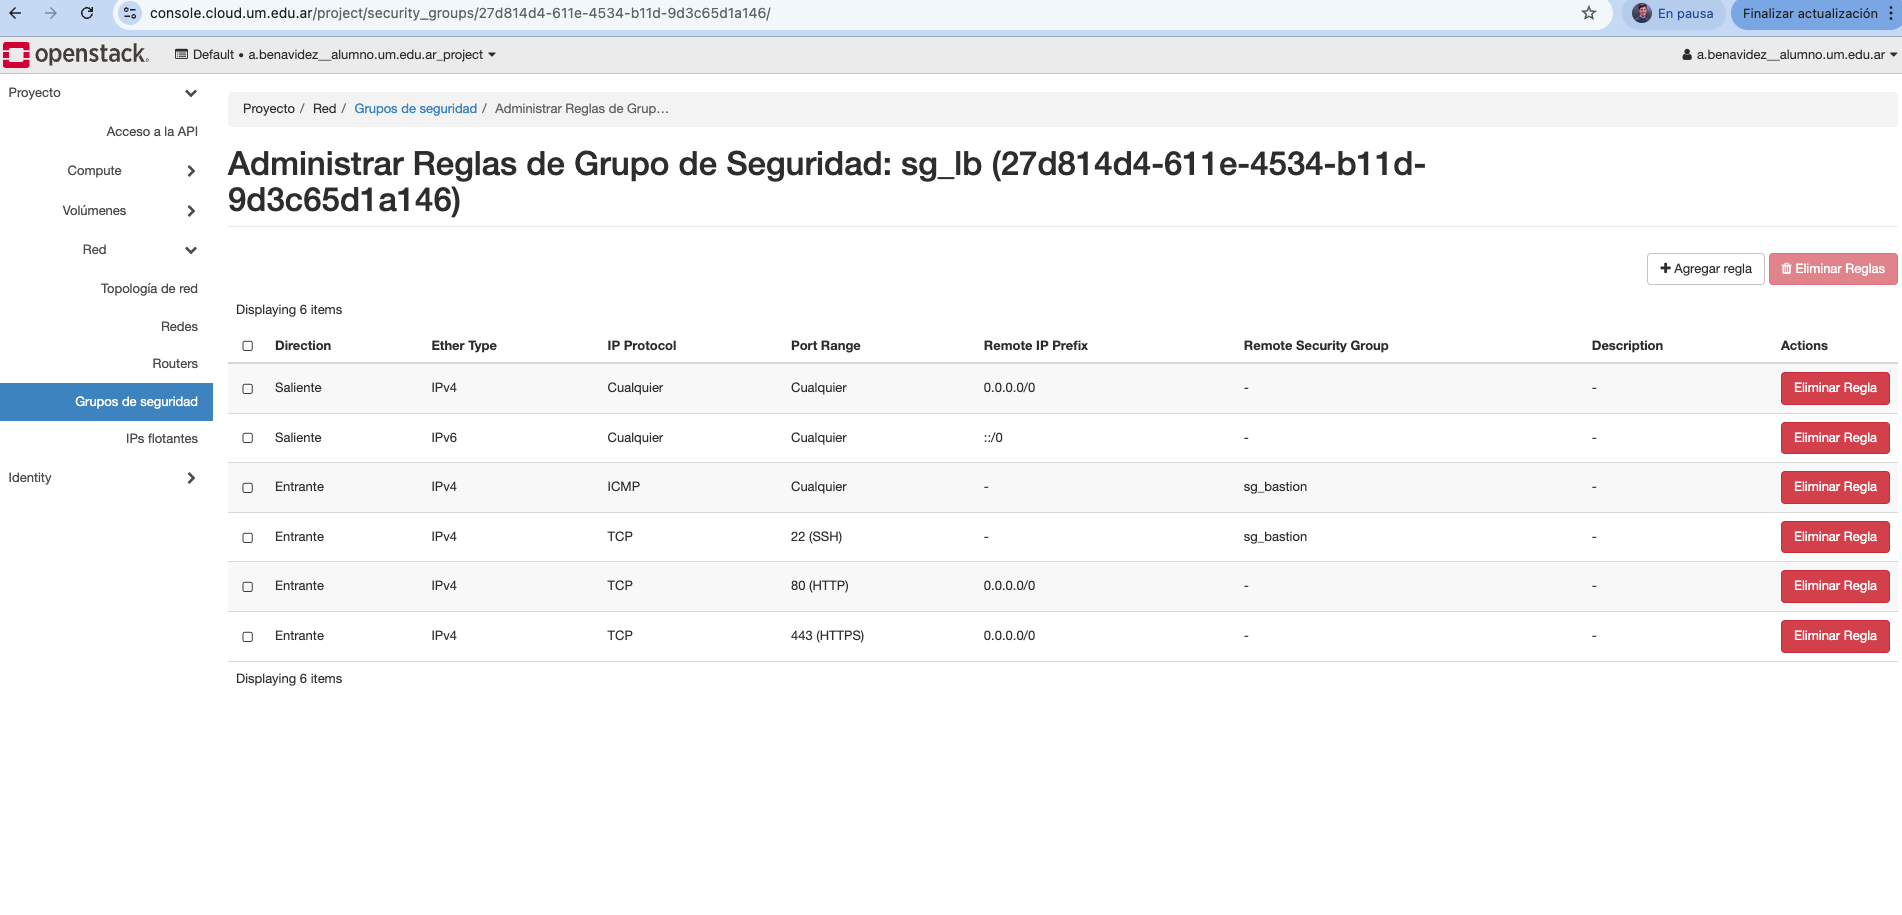 console.cloud.um.edu.ar/project/security_groups/27d814d4-611e-4534-b11d-9d3c65d1a146/
En pausa
Finalizar actualización
openstack.
Default • a.benavidez__alumno.um.edu.ar_project
a.benavidez__alumno.um.edu.ar
Proyecto
Acceso a la API
Compute
Volúmenes
Red
Topología de red
Redes
Routers
Grupos de seguridad
IPs flotantes
Identity
Proyecto / Red / Grupos de seguridad / Administrar Reglas de Grup…
Administrar Reglas de Grupo de Seguridad: sg_lb (27d814d4-611e-4534-b11d-
9d3c65d1a146)
Agregar regla
Eliminar Reglas
Displaying 6 items
Direction Ether Type IP Protocol Port Range Remote IP Prefix Remote Security Group Description Actions
Saliente IPv4 Cualquier Cualquier 0.0.0.0/0 - - Eliminar Regla
Saliente IPv6 Cualquier Cualquier ::/0 - - Eliminar Regla
Entrante IPv4 ICMP Cualquier - sg_bastion - Eliminar Regla
Entrante IPv4 TCP 22 (SSH) - sg_bastion - Eliminar Regla
Entrante IPv4 TCP 80 (HTTP) 0.0.0.0/0 - - Eliminar Regla
Entrante IPv4 TCP 443 (HTTPS) 0.0.0.0/0 - - Eliminar Regla
Displaying 6 items